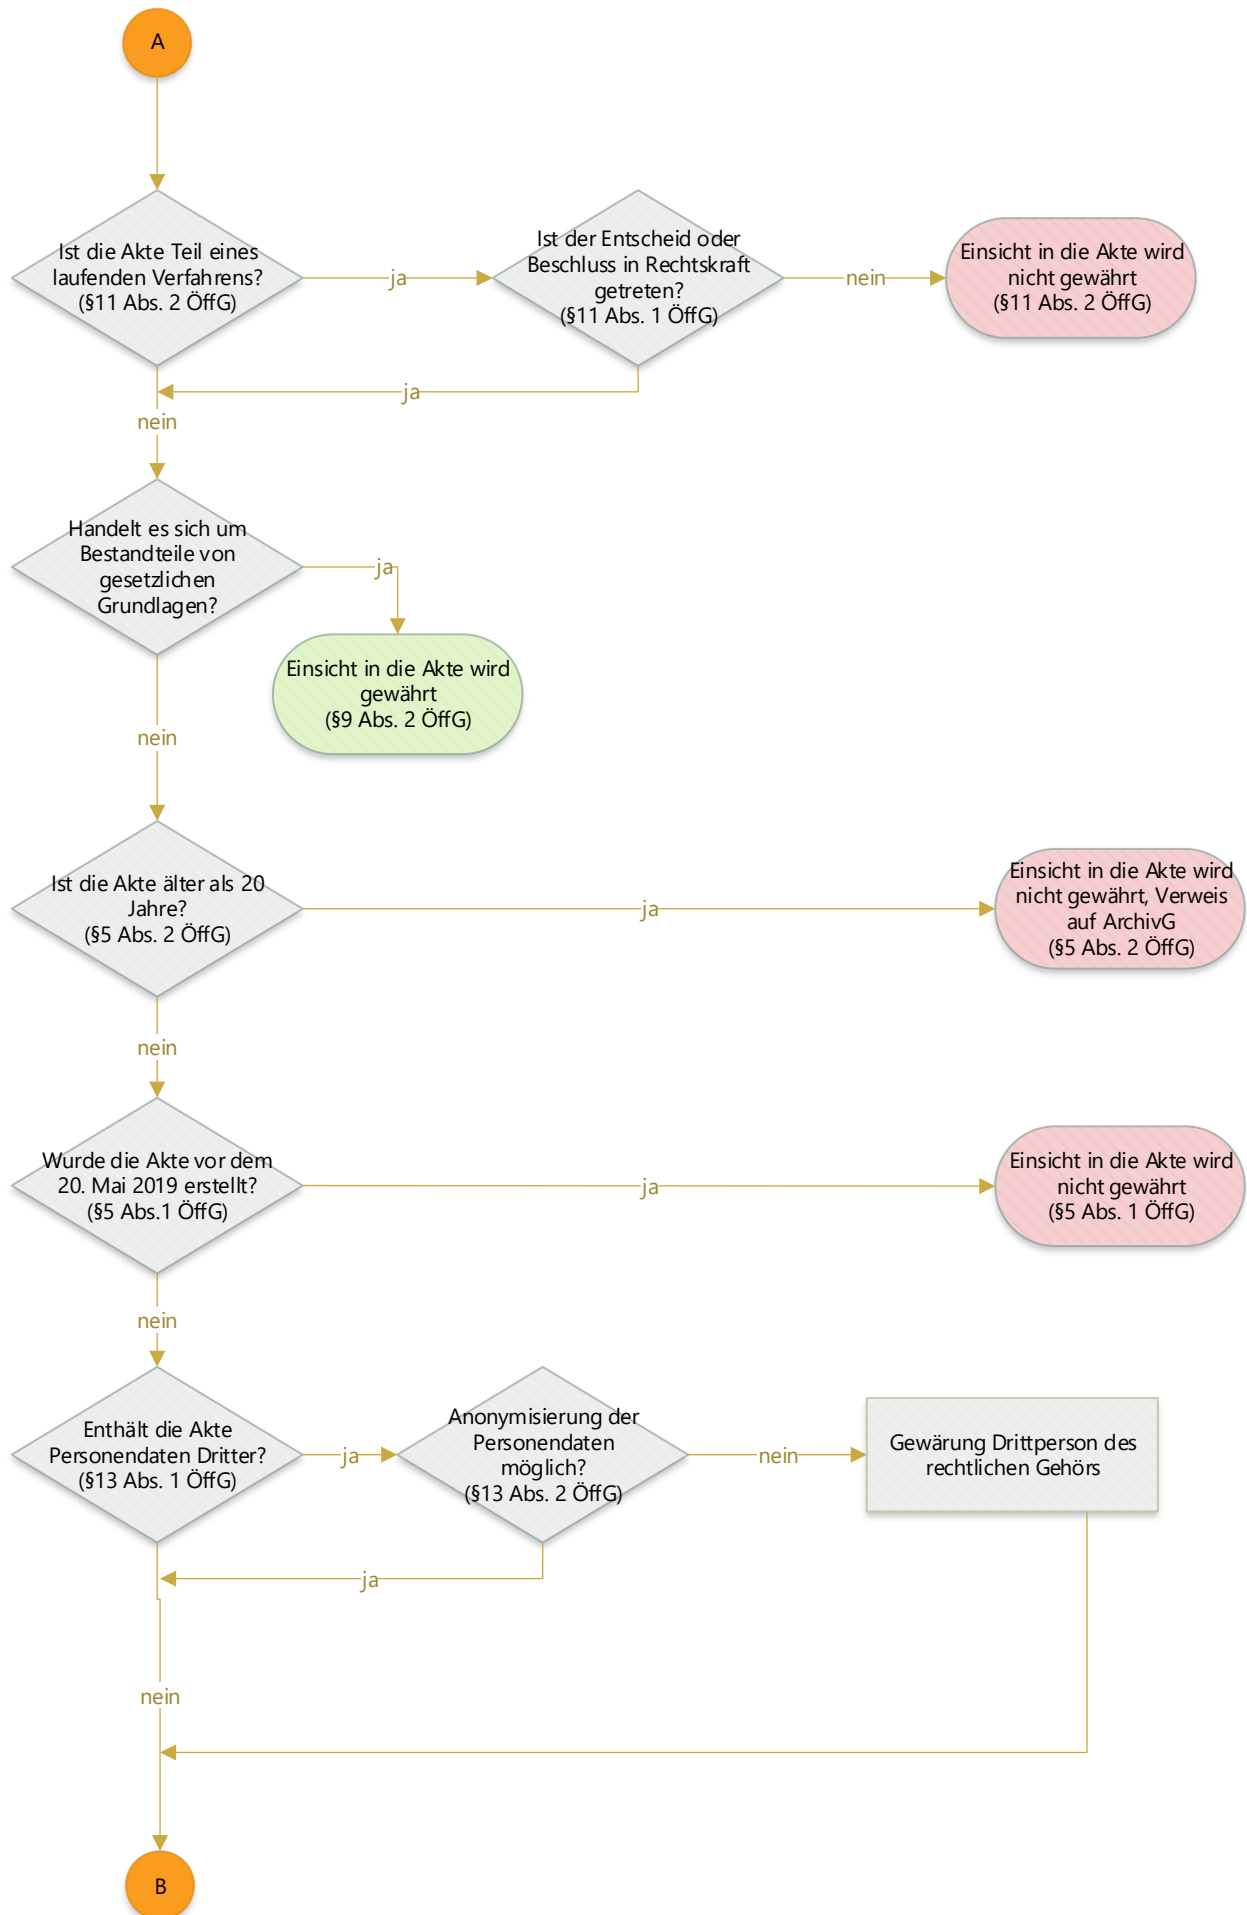 A
Ist die Akte Teil eines
laufenden Verfahrens?
(§11 Abs. 2 ÖffG)
ja
Ist der Entscheid oder
Beschluss in Rechtskraft
getreten?
(§11 Abs. 1 ÖffG)
nein
Einsicht in die Akte wird
nicht gewährt
(§11 Abs. 2 ÖffG)
ja
nein
Handelt es sich um
Bestandteile von
gesetzlichen
Grundlagen?
ja
Einsicht in die Akte wird
gewährt
(§9 Abs. 2 ÖffG)
nein
Ist die Akte älter als 20
Jahre?
(§5 Abs. 2 ÖffG)
ja
Einsicht in die Akte wird
nicht gewährt, Verweis
auf ArchivG
(§5 Abs. 2 ÖffG)
nein
Wurde die Akte vor dem
20. Mai 2019 erstellt?
(§5 Abs.1 ÖffG)
ja
Einsicht in die Akte wird
nicht gewährt
(§5 Abs. 1 ÖffG)
nein
Enthält die Akte
Personendaten Dritter?
(§13 Abs. 1 ÖffG)
ja
Anonymisierung der
Personendaten
möglich?
(§13 Abs. 2 ÖffG)
nein
Gewärung Drittperson des
rechtlichen Gehörs
ja
nein
B